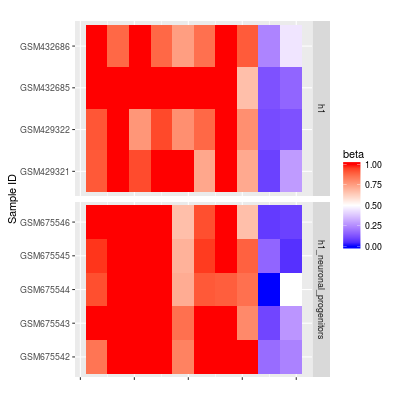 Sample ID
GSM432686
GSM432685
GSM429322
GSM429321
h1
GSM675546
GSM675545
GSM675544
GSM675543
GSM675542
h1_neuronal_progenitors
beta
1.00
0.75
0.50
0.25
0.00